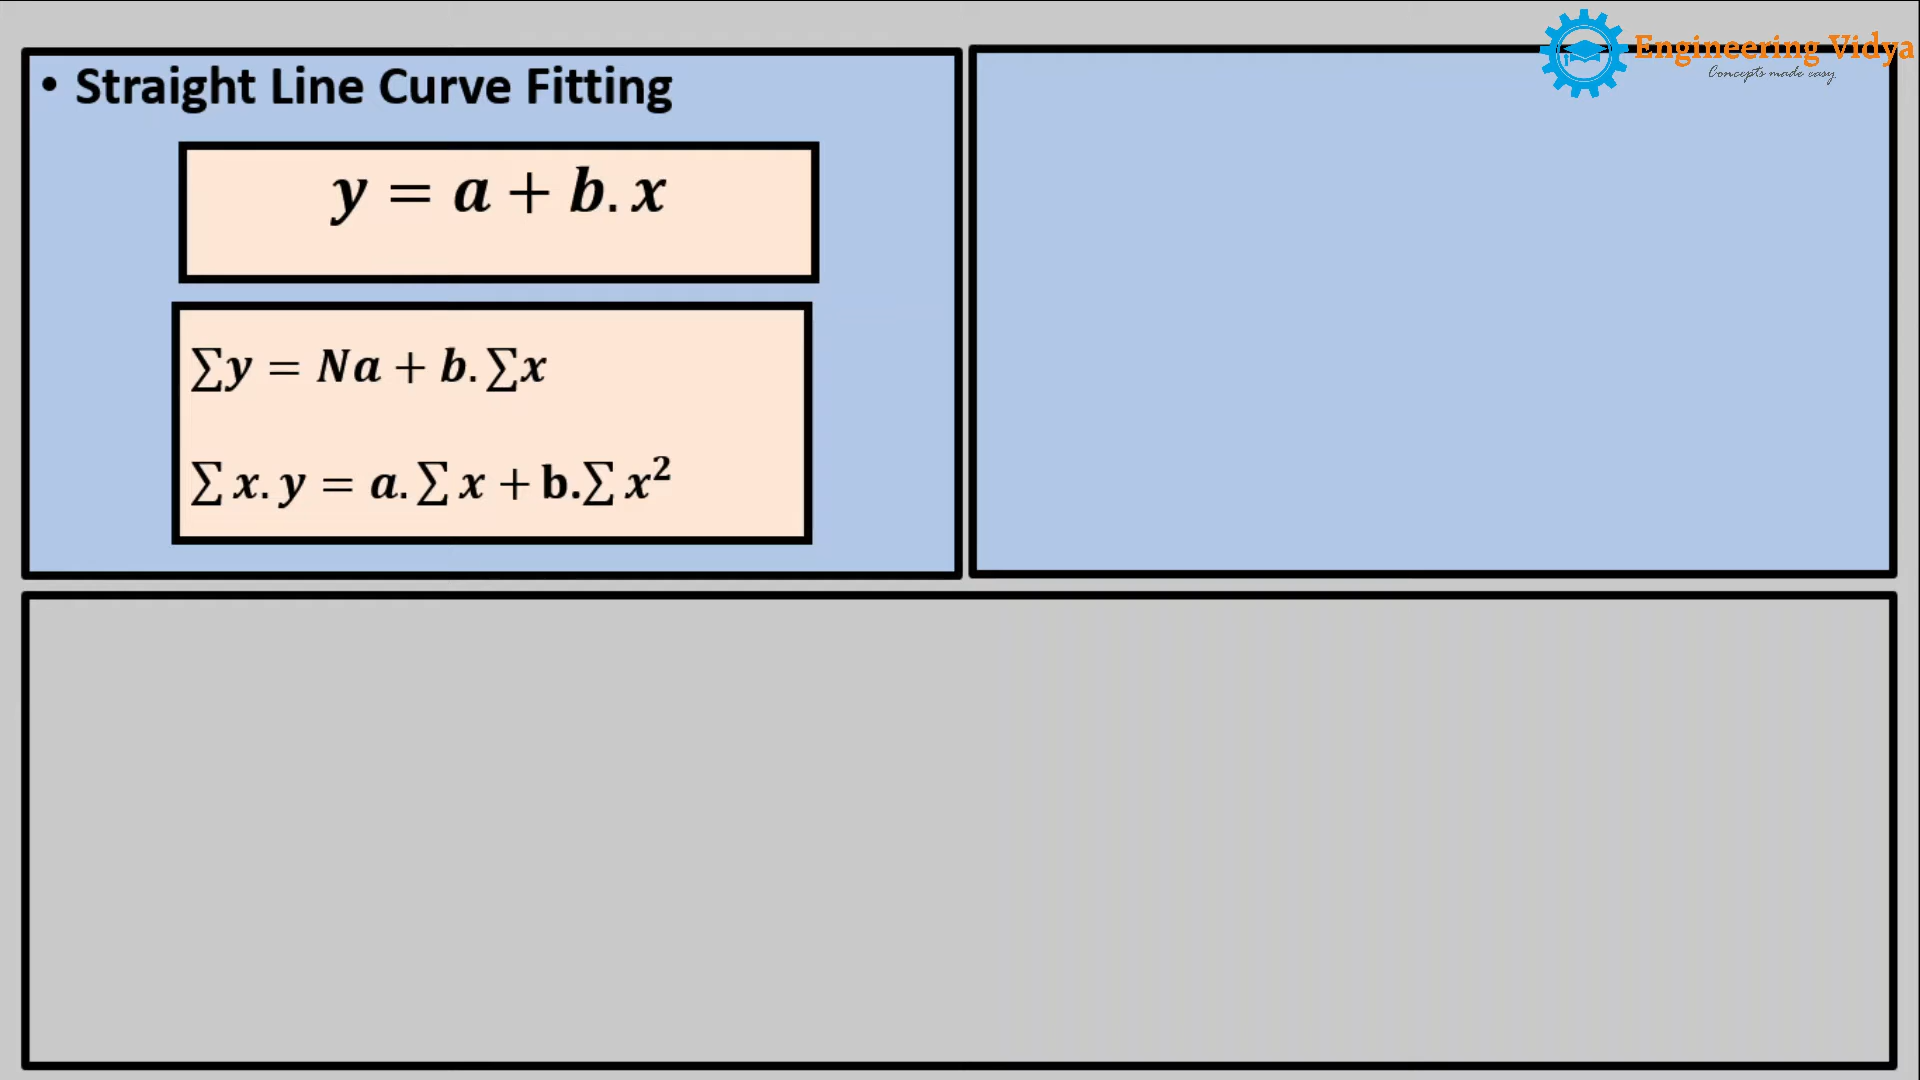 Engineering Vidya
Concepts made easy
• Straight Line Curve Fitting
y = a + b. x
∑y = Na + b. ∑x
∑ x. y = a. ∑ x + b.∑ x²